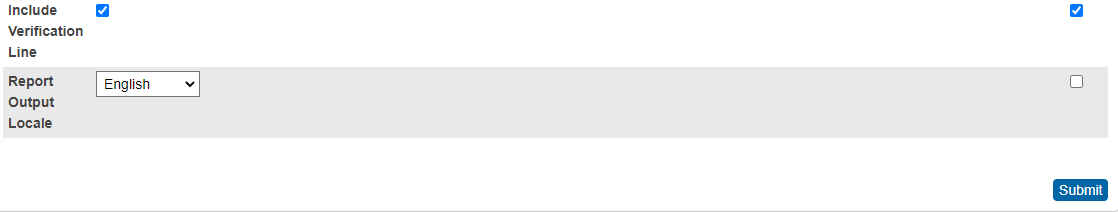 Include
Verification
Line
Report
Output
Locale
English
Submit